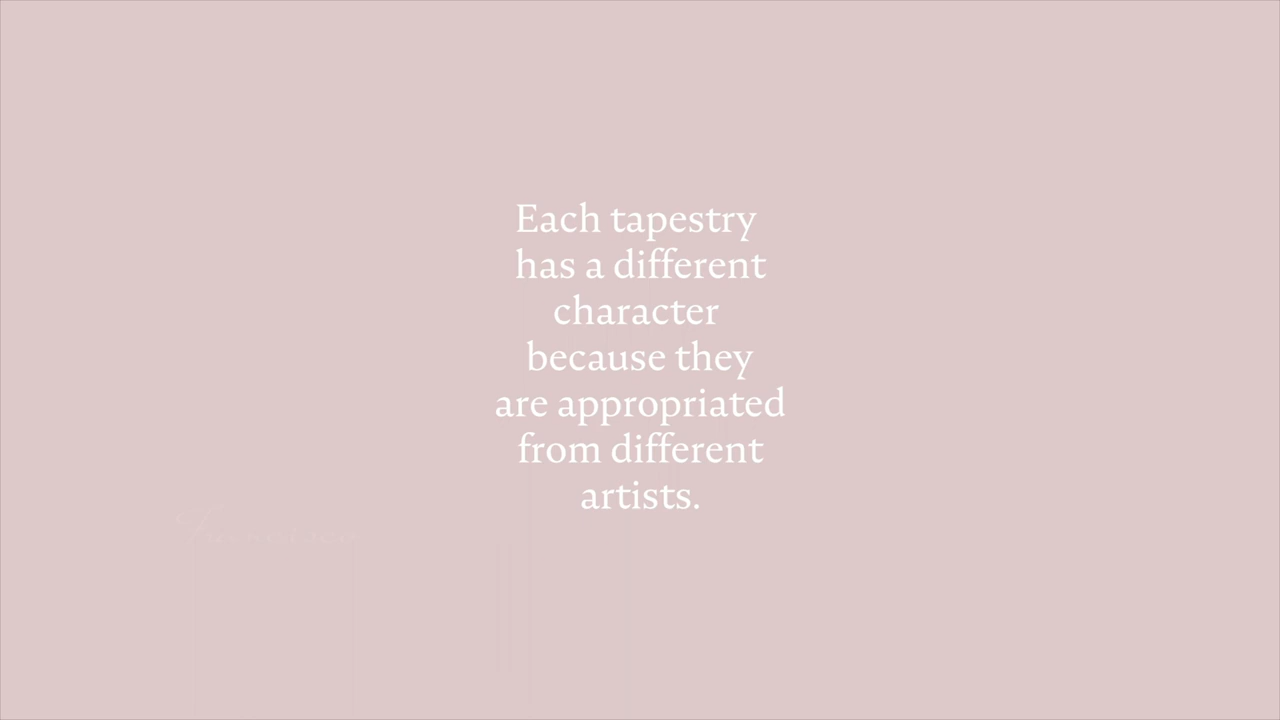 Each tapestry
has a different
character
because they
are appropriated
from different
artists.